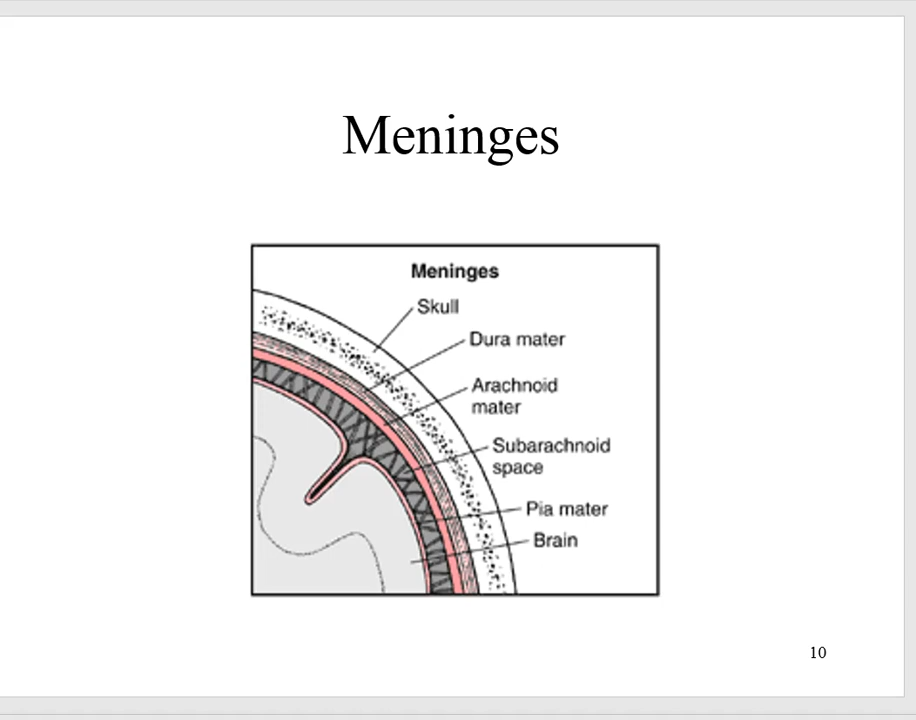 Meninges
Meninges
Skull
Dura mater
Arachnoid
mater
Subarachnoid
space
Pia mater
Brain
10